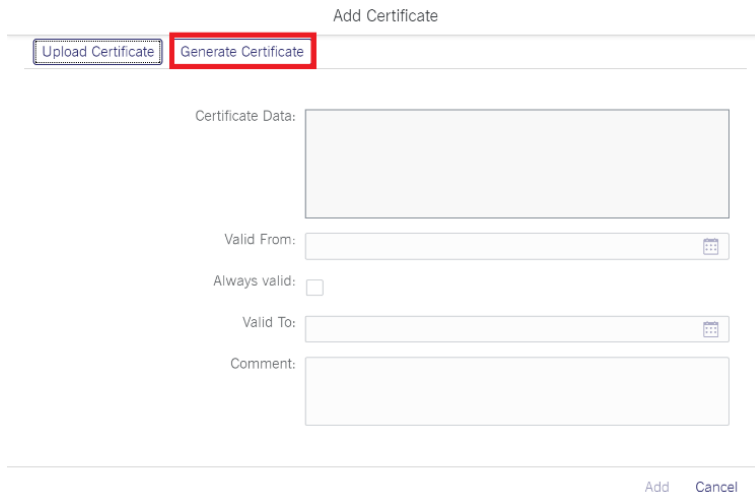 Add Certificate
Upload Certificate Generate Certificate
Certificate Data:
Valid From:
Always valid:
Valid To:
Comment:
Add Cancel